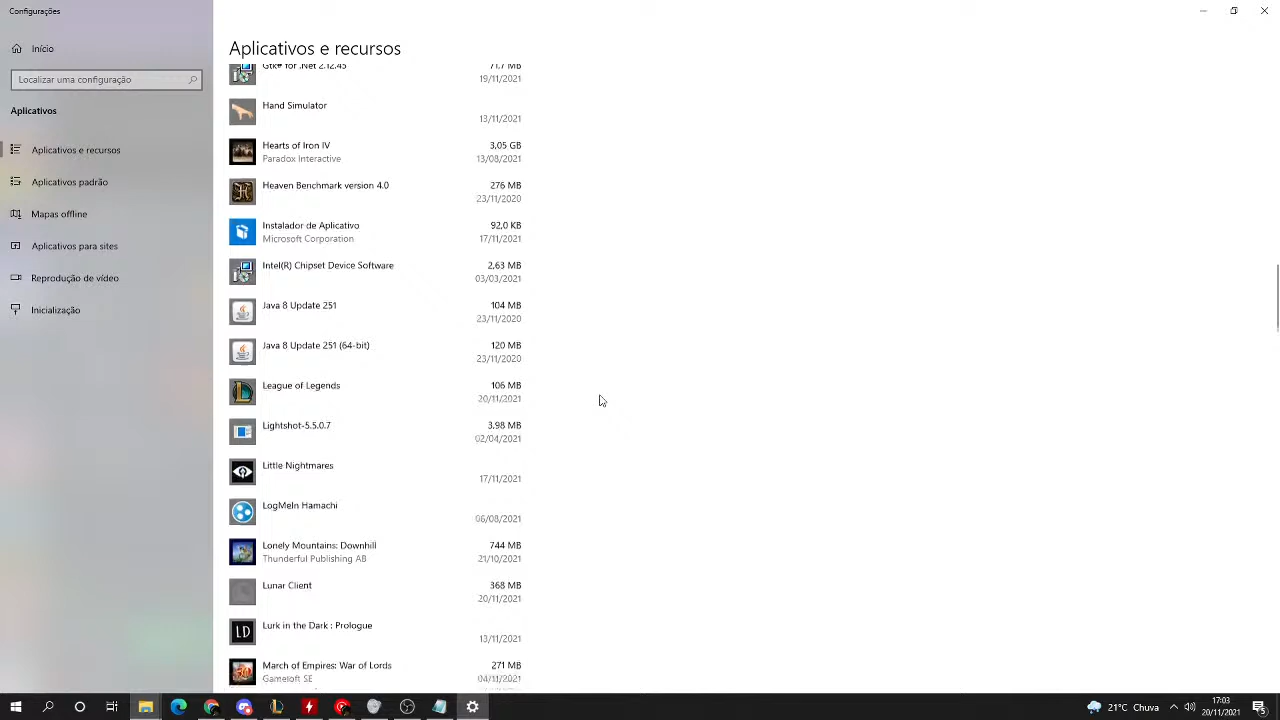 Configurações
Início
Localizar uma configuração
Aplicativos e recursos
Aplicativos padrão
Mapas offline
Aplicativos para sites
Reprodução de vídeo
Inicialização
Aplicativos e recursos
Gtk# for .Net 2.12.45 71,7 MB
19/11/2021
Hand Simulator
13/11/2021
Hearts of Iron IV 3,05 GB
Paradox Interactive 13/08/2021
Heaven Benchmark version 4.0 276 MB
23/11/2020
Instalador de Aplicativo 92,0 KB
Microsoft Corporation 17/11/2021
Intel(R) Chipset Device Software 2,63 MB
03/03/2021
Java 8 Update 251 104 MB
23/11/2020
Java 8 Update 251 (64-bit) 120 MB
23/11/2020
League of Legends 106 MB
20/11/2021
Lightshot-5.5.0.7 3,98 MB
02/04/2021
Little Nightmares
17/11/2021
LogMeIn Hamachi
06/08/2021
Lonely Mountains: Downhill 744 MB
Thunderful Publishing AB 21/10/2021
Lunar Client 368 MB
20/11/2021
LD
Lurk in the Dark : Prologue
13/11/2021
March of Empires: War of Lords 271 MB
Gameloft SE 04/11/2021
21°C Chuva
17:03
20/11/2021